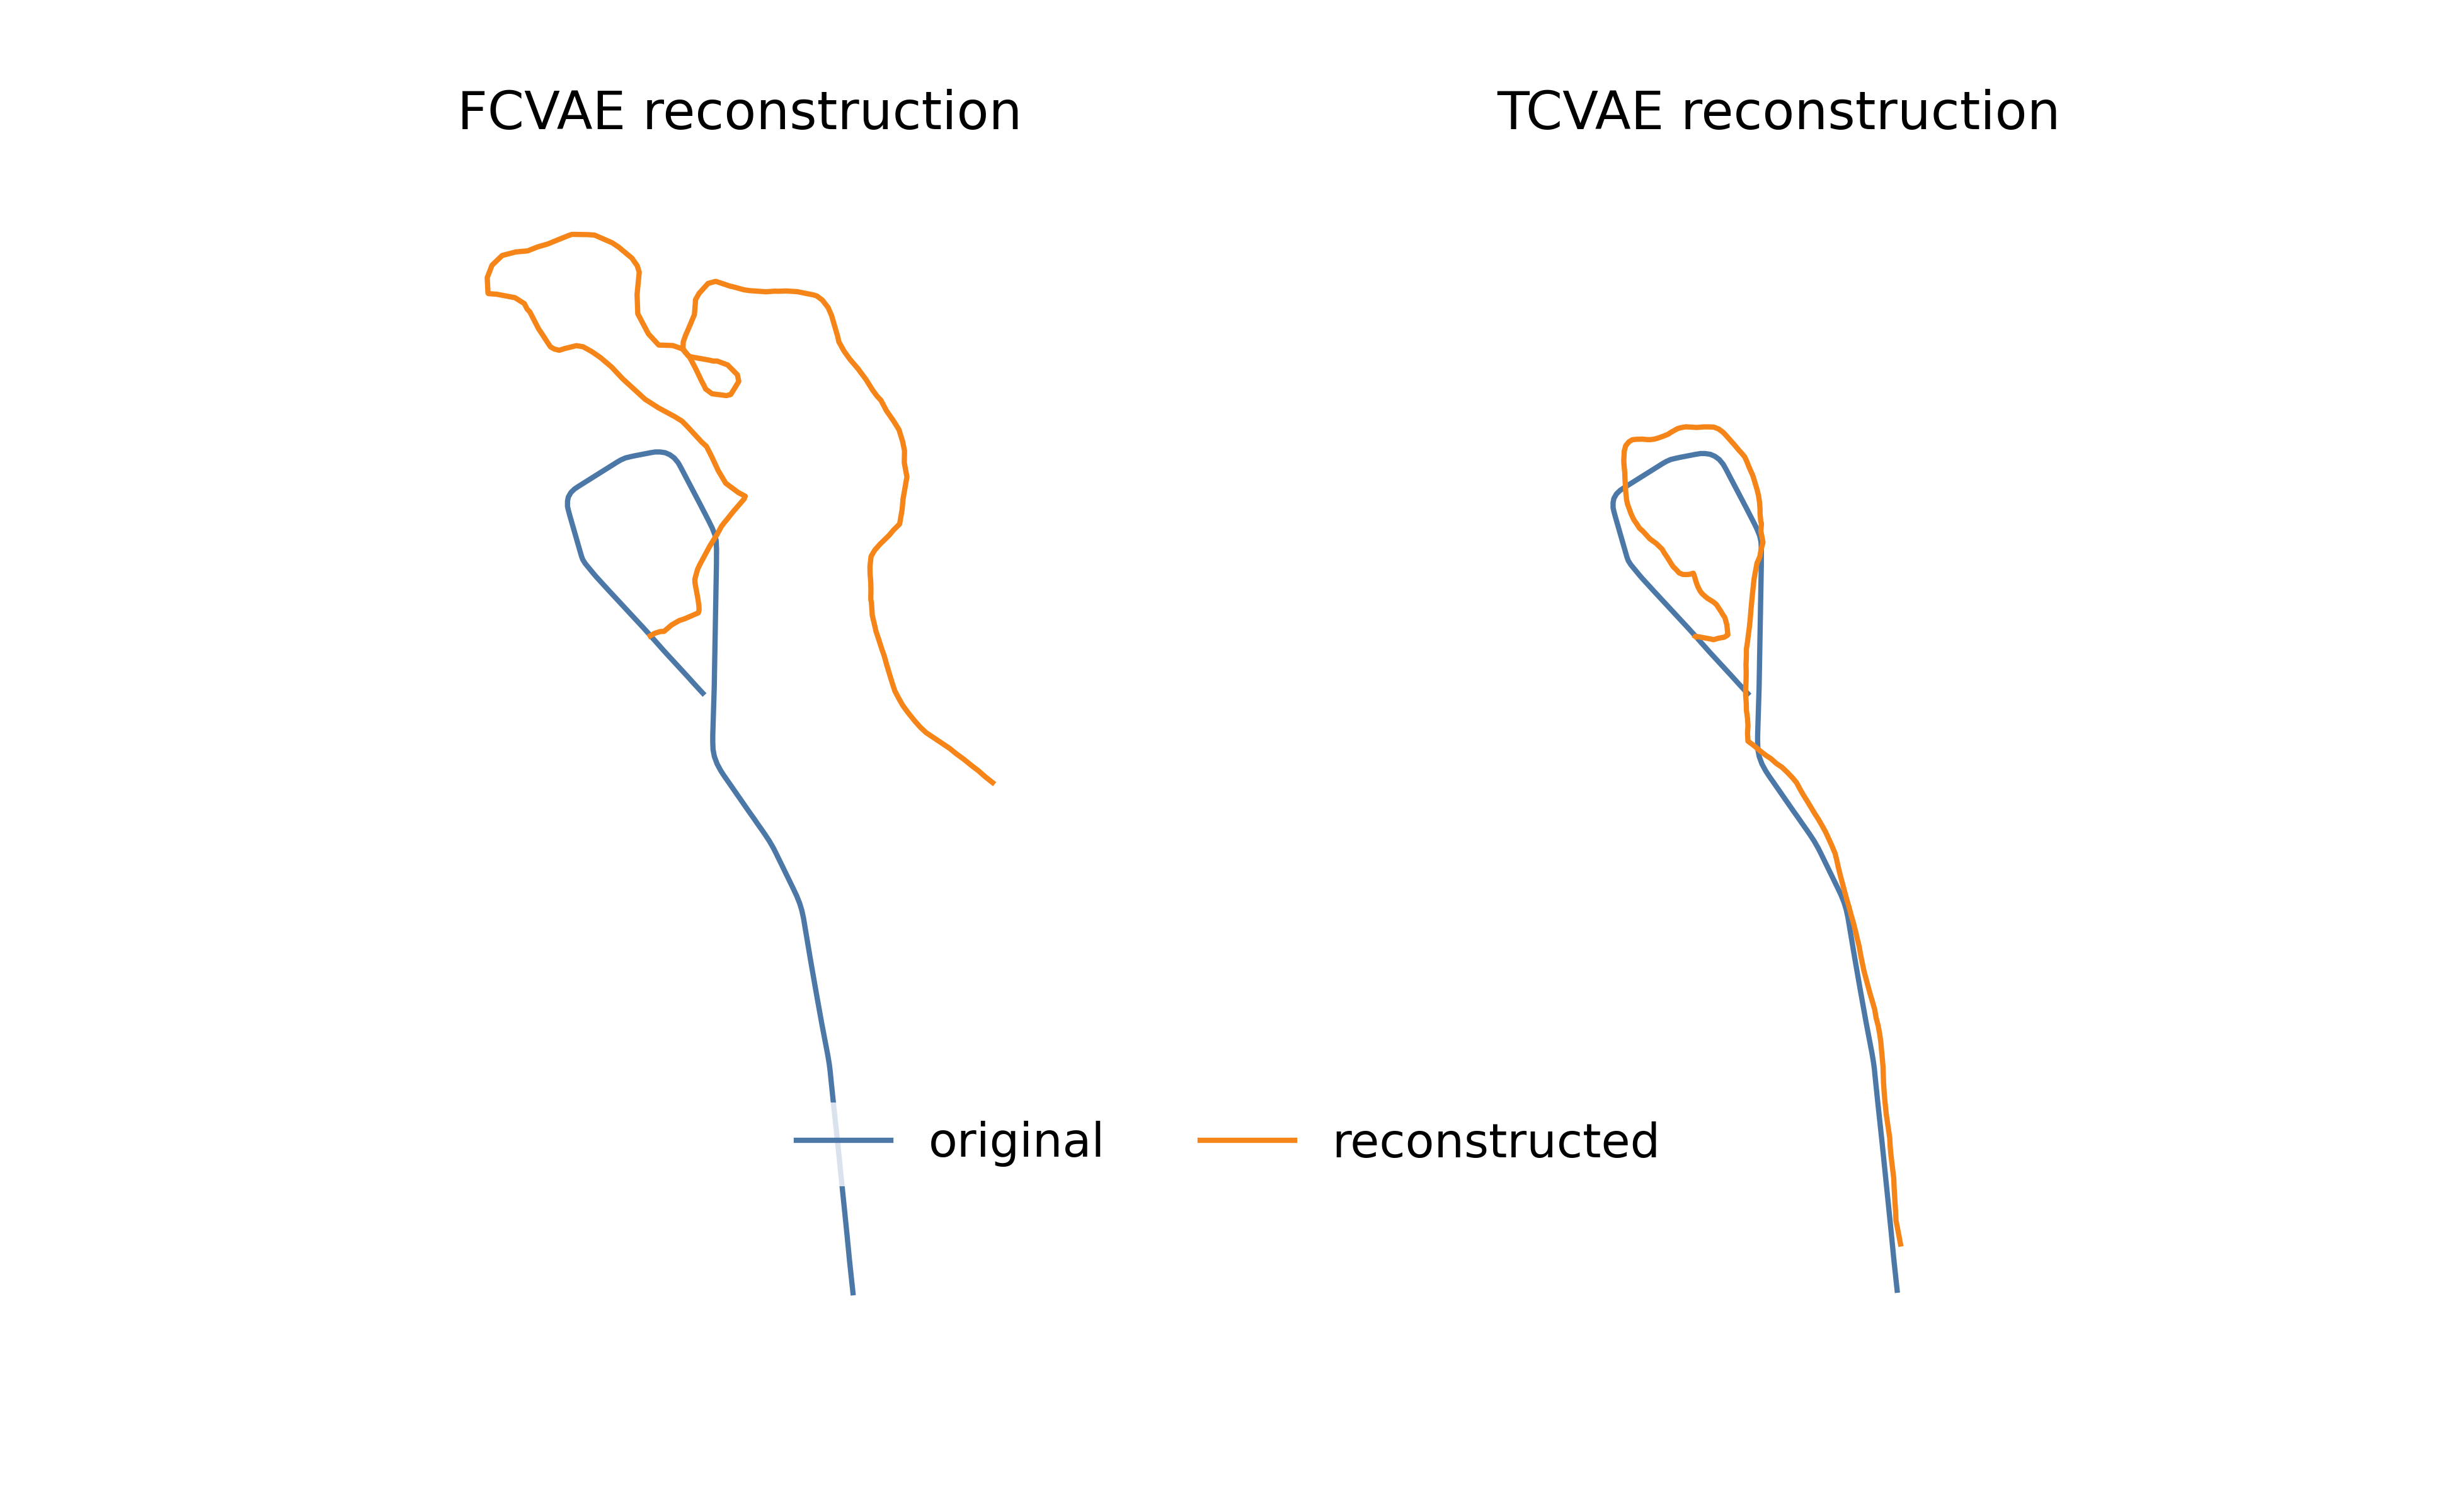 FCVAE reconstruction
TCVAE reconstruction
original
reconstructed